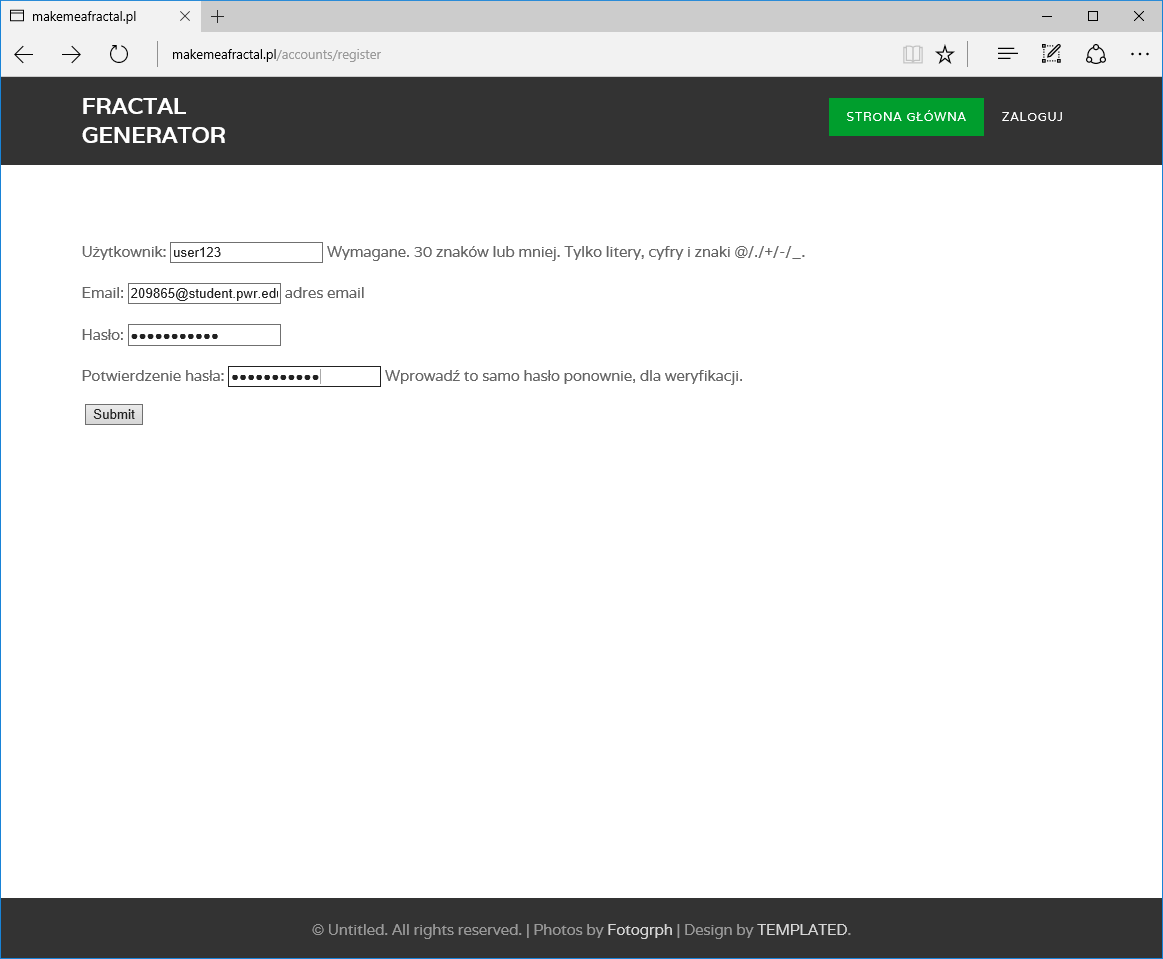 makemeafractal.pl
makemeafractal.pl/accounts/register
FRACTAL
GENERATOR
STRONA GŁÓWNA ZALOGUJ
Użytkownik: user123 Wymagane. 30 znaków lub mniej. Tylko litery, cyfry i znaki @/./+/-/_.
Email: 209865@student.pwr.edu adres email
Hasło: •••••••••••
Potwierdzenie hasła: ••••••••••• Wprowadź to samo hasło ponownie, dla weryfikacji.
Submit
© Untitled. All rights reserved. | Photos by Fotogrph | Design by TEMPLATED.